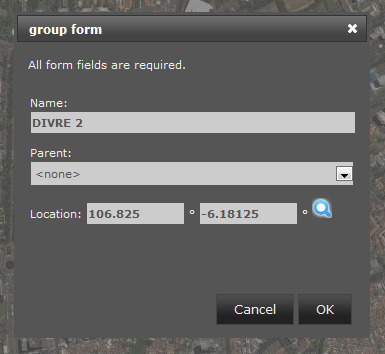 group form
All form fields are required.
Name:
DIVRE 2
Parent:
<none>
Location: 106.825 ° -6.18125 °
Cancel OK